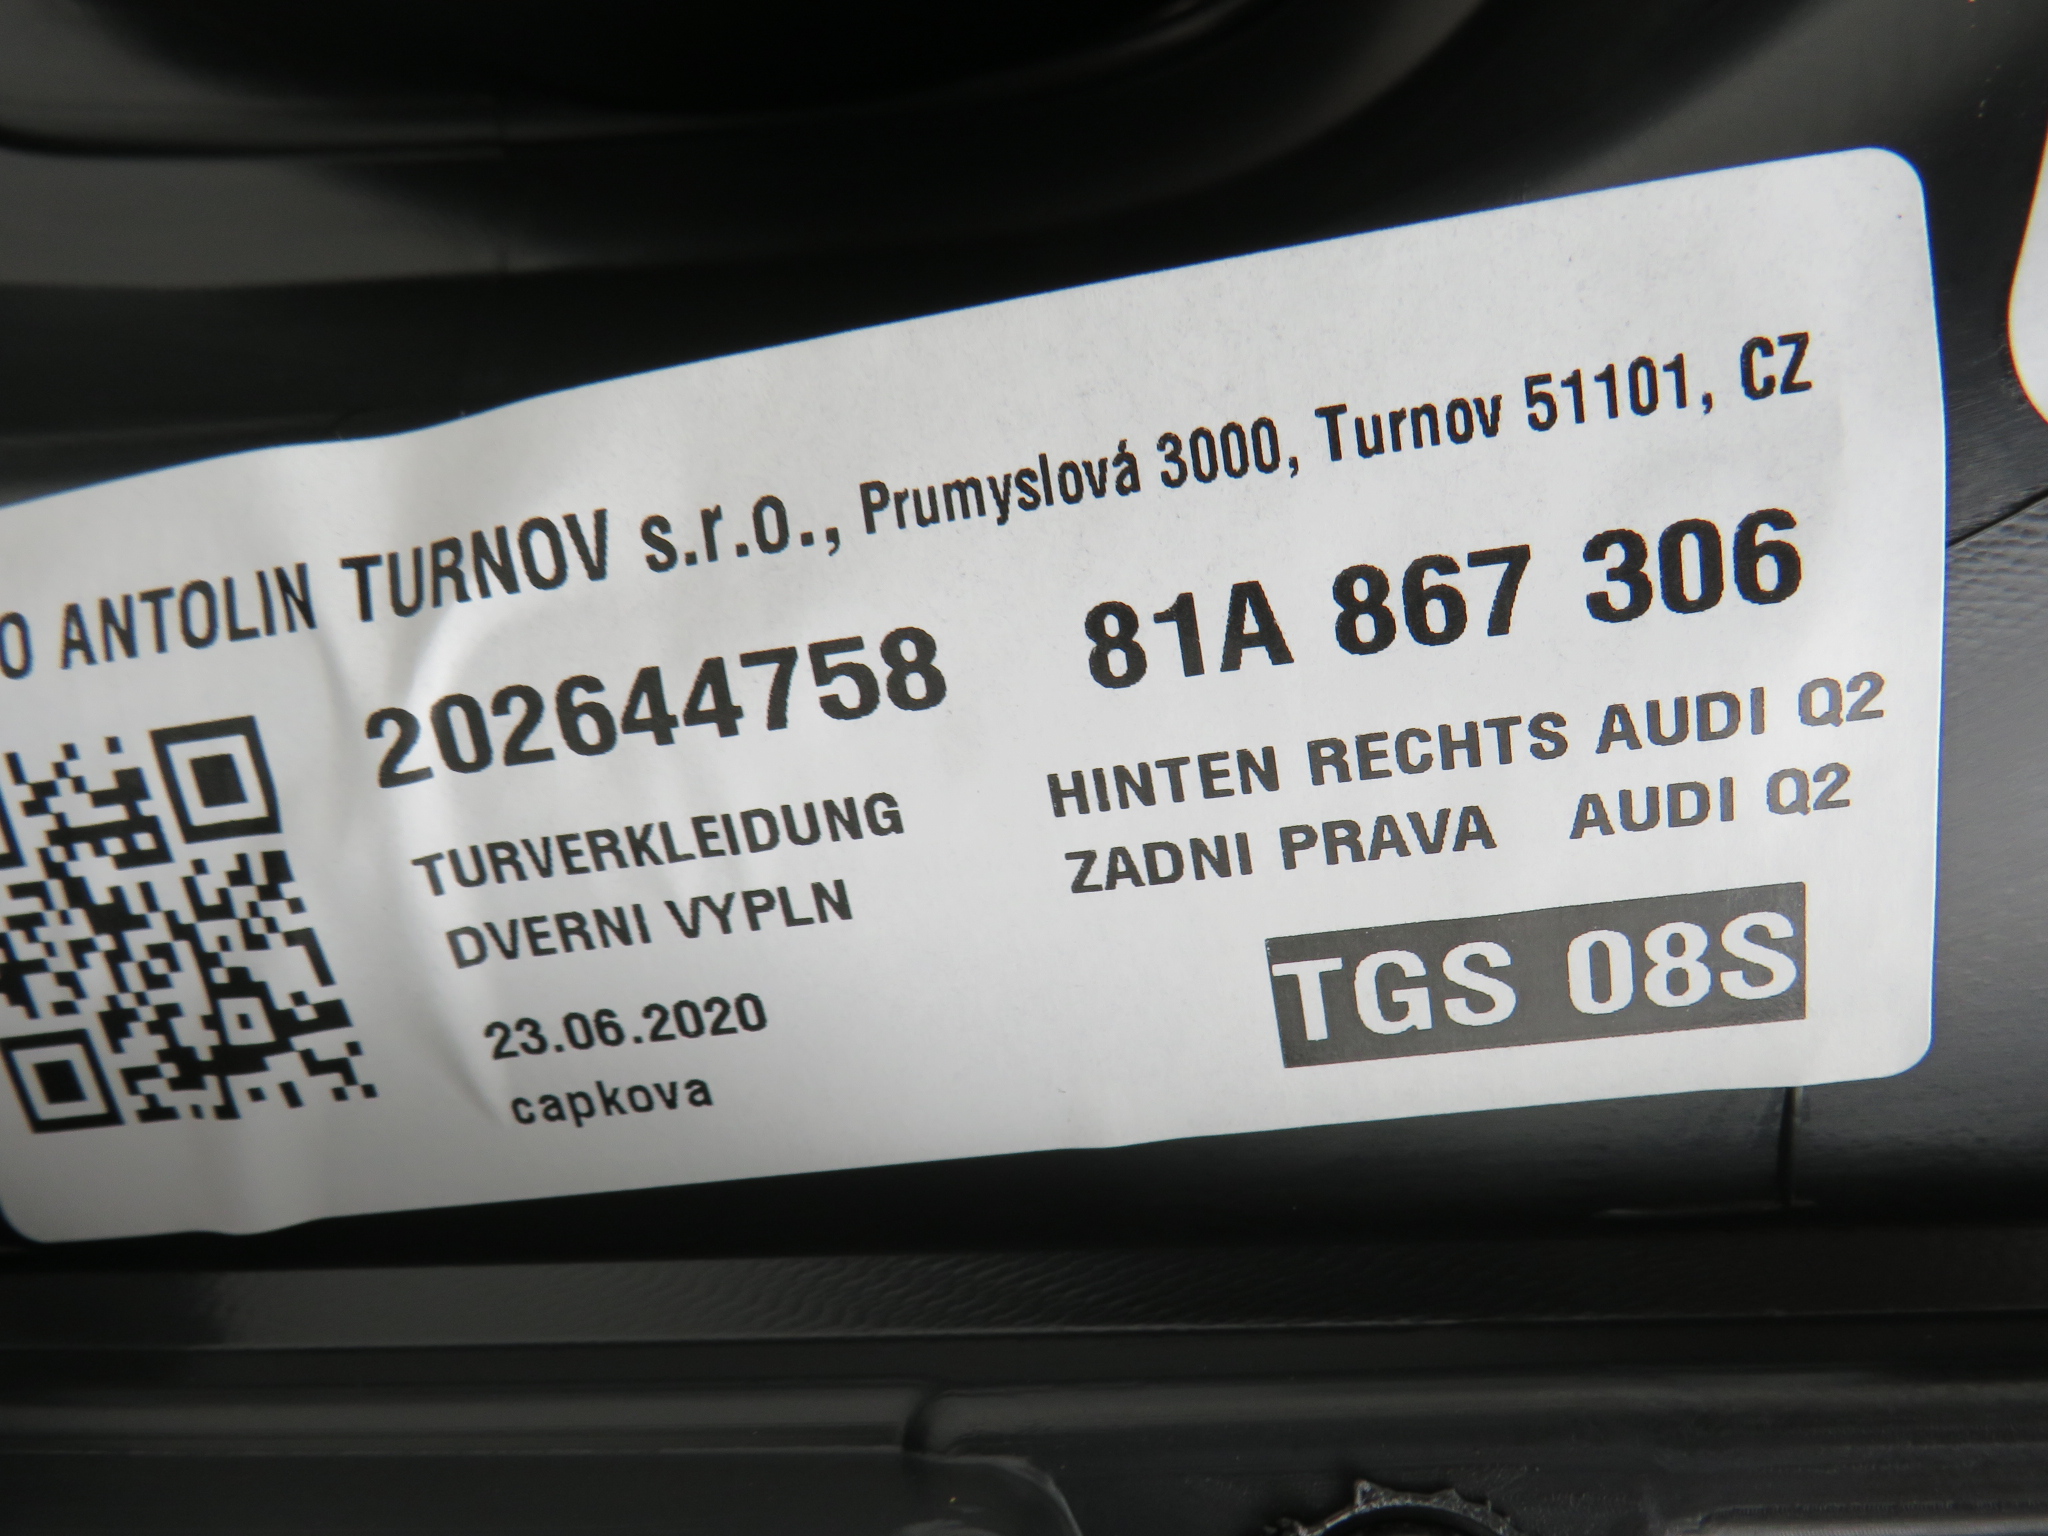 O ANTOLIN TURNOV s.r.o., Prumyslová 3000, Turnov 51101, CZ
202644758 81A 867 306
TURVERKLEIDUNG HINTEN RECHTS AUDI Q2
DVERNI VYPLN ZADNI PRAVA AUDI Q2
23.06.2020 TGS 08S
capkova